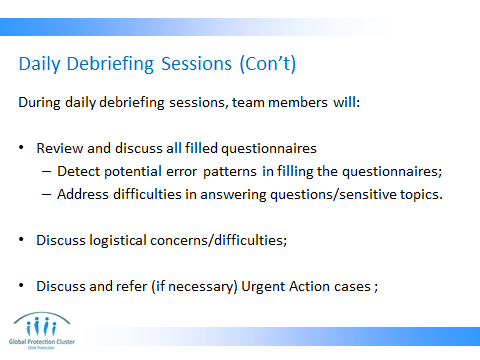 Daily Debriefing Sessions (Con’t)
During daily debriefing sessions, team members will:
• Review and discuss all filled questionnaires
– Detect potential error patterns in filling the questionnaires;
– Address difficulties in answering questions/sensitive topics.
• Discuss logistical concerns/difficulties;
• Discuss and refer (if necessary) Urgent Action cases ;
Global Protection Cluster
Child Protection